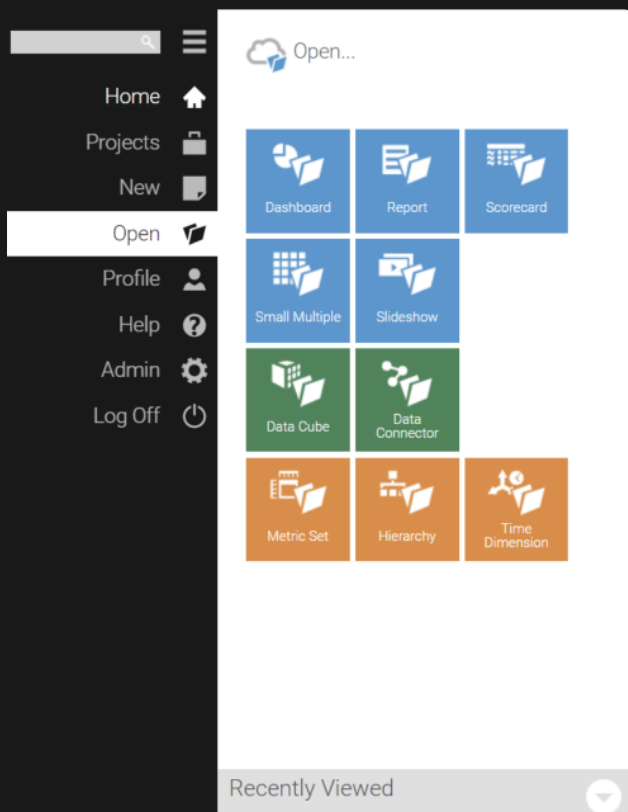 Home
Projects
New
Open
Profile
Help
Admin
Log Off
Open...
Dashboard
Report
Scorecard
Small Multiple
Slideshow
Data Cube
Data
Connector
Metric Set
Hierarchy
Time
Dimension
Recently Viewed